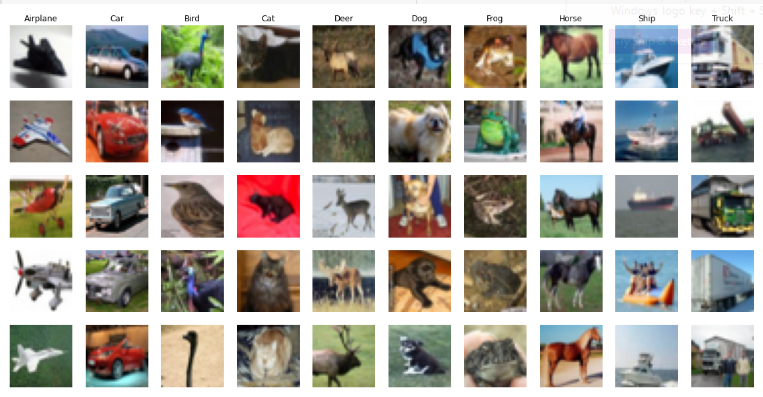 Windows logo key + Shift + S
Airplane Car Bird Cat Deer Dog Frog Horse Ship Truck